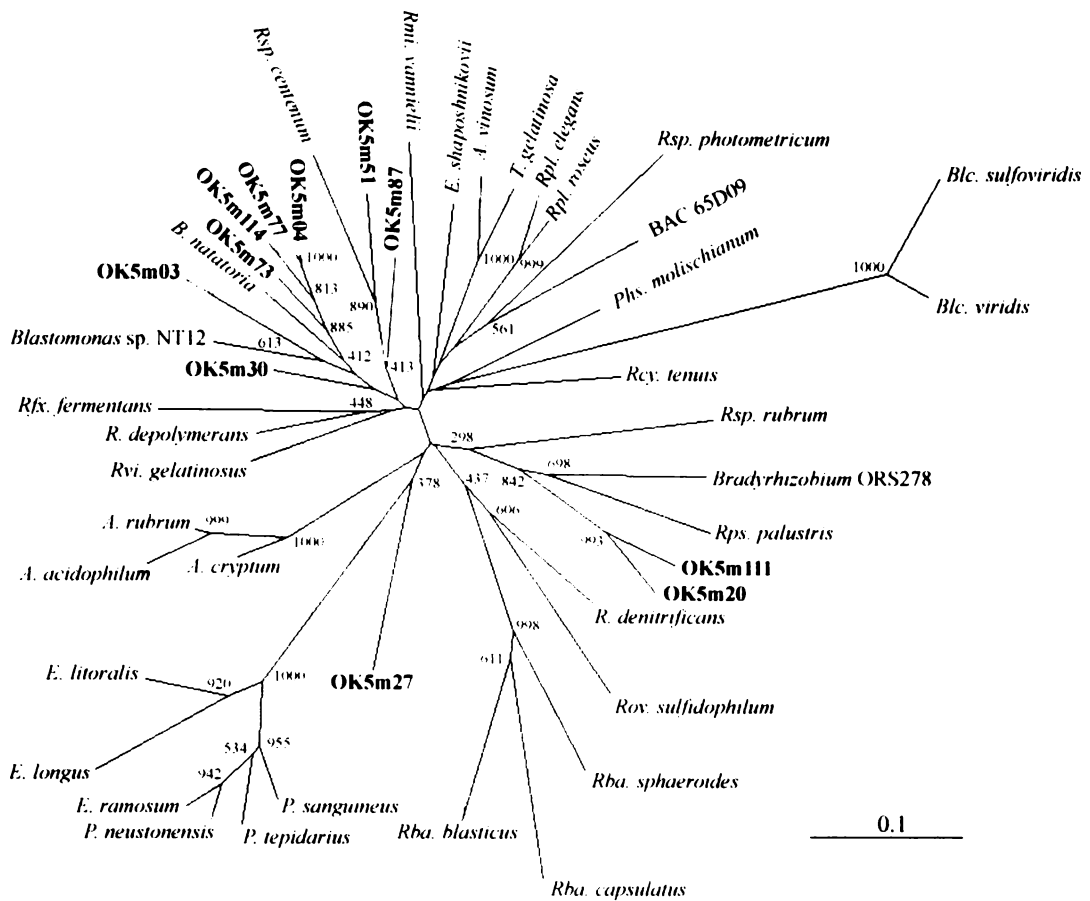 Rsp. centenum
OK5m51
OK5m87
Rmi. vannielii
E. shaposhnikovii
A. vinosum
T. gelatinosa
Rpl. elegans
Rpl. roseus
Rsp. photometricum
BAC 65D09
Phs. molischianum
Blc. sulfoviridis
1000
Blc. viridis
OK5m04
OK5m77
OK5m114
OK5m73
B. natatoria
OK5m03
1000
813
890
885
1000
999
561
Blastomonas sp. NT12
613
412
413
OK5m30
Rcy. tenuis
Rfx. fermentans
448
R. depolymerans
Rvi. gelatinosus
298
Rsp. rubrum
378
437
842
698
Bradyrhizobium ORS278
606
Rps. palustris
A. rubrum
999
1000
A. cryptum
A. acidophilum
993
OK5m111
OK5m20
R. denitrificans
998
611
E. litoralis
920
1000
OK5m27
Rov. sulfidophilum
E. longus
534
955
942
E. ramosum
P. neustonensis
P. tepidarius
P. sanguineus
Rba. sphaeroides
Rba. blasticus
Rba. capsulatus
0.1